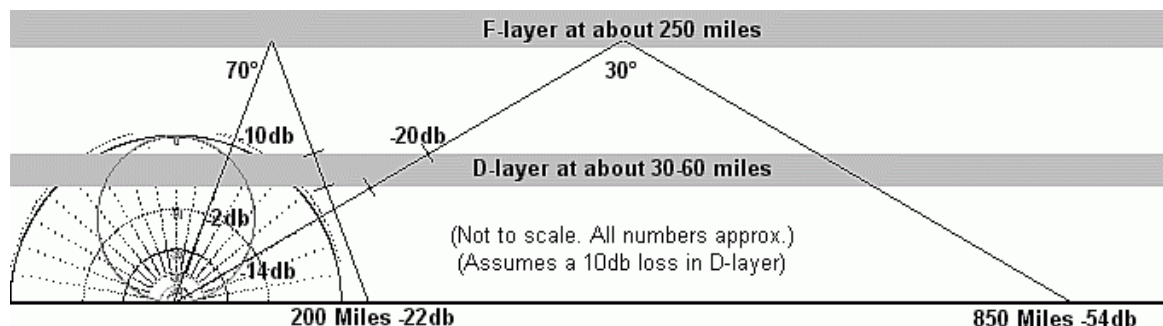 F-layer at about 250 miles
70°
30°
-10db
-20db
D-layer at about 30-60 miles
-2db
(Not to scale. All numbers approx.)
(Assumes a 10db loss in D-layer)
-14db
200 Miles -22db
850 Miles -54db